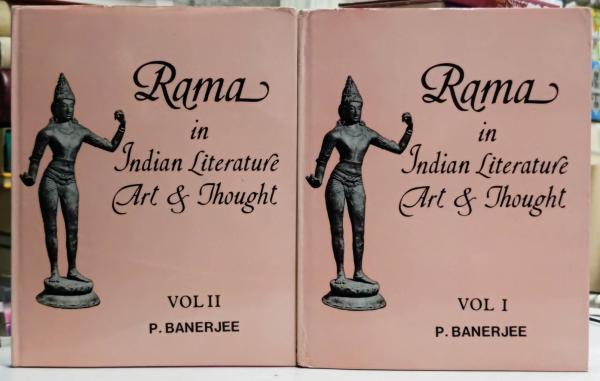 Rama
in
Indian Literature
Art & Thought
VOL II
P. BANERJEE
Rama
in
Indian Literature
Art & Thought
VOL I
P. BANERJEE